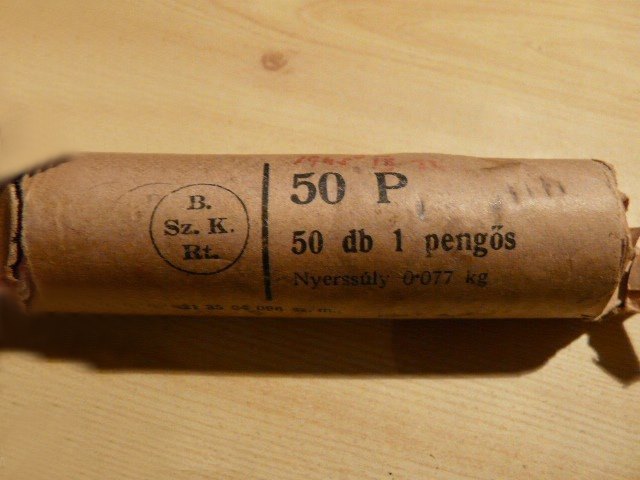 B.
Sz. K.
Rt.
50 P
50 db 1 pengős
Nyerssúly 0·077 kg